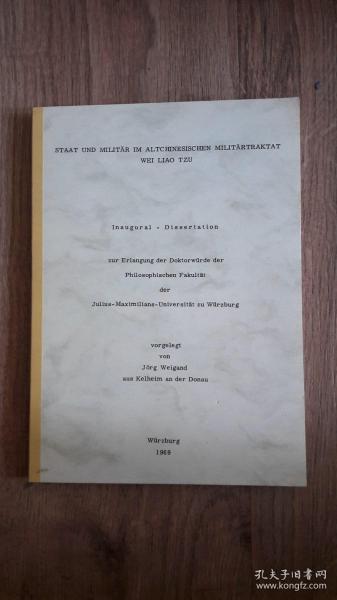 STAAT UND MILITÄR IM ALTCHINESISCHEN MILITÄRTRAKTAT
WEI LIAO TZU
Inaugural - Dissertation
zur Erlangung der Doktorwürde der
Philosophischen Fakultät
der
Julius-Maximilians-Universität zu Würzburg
vorgelegt
von
Jörg Weigand
aus Kelheim an der Donau
Würzburg
1969
孔夫子旧书网
www.kongfz.com